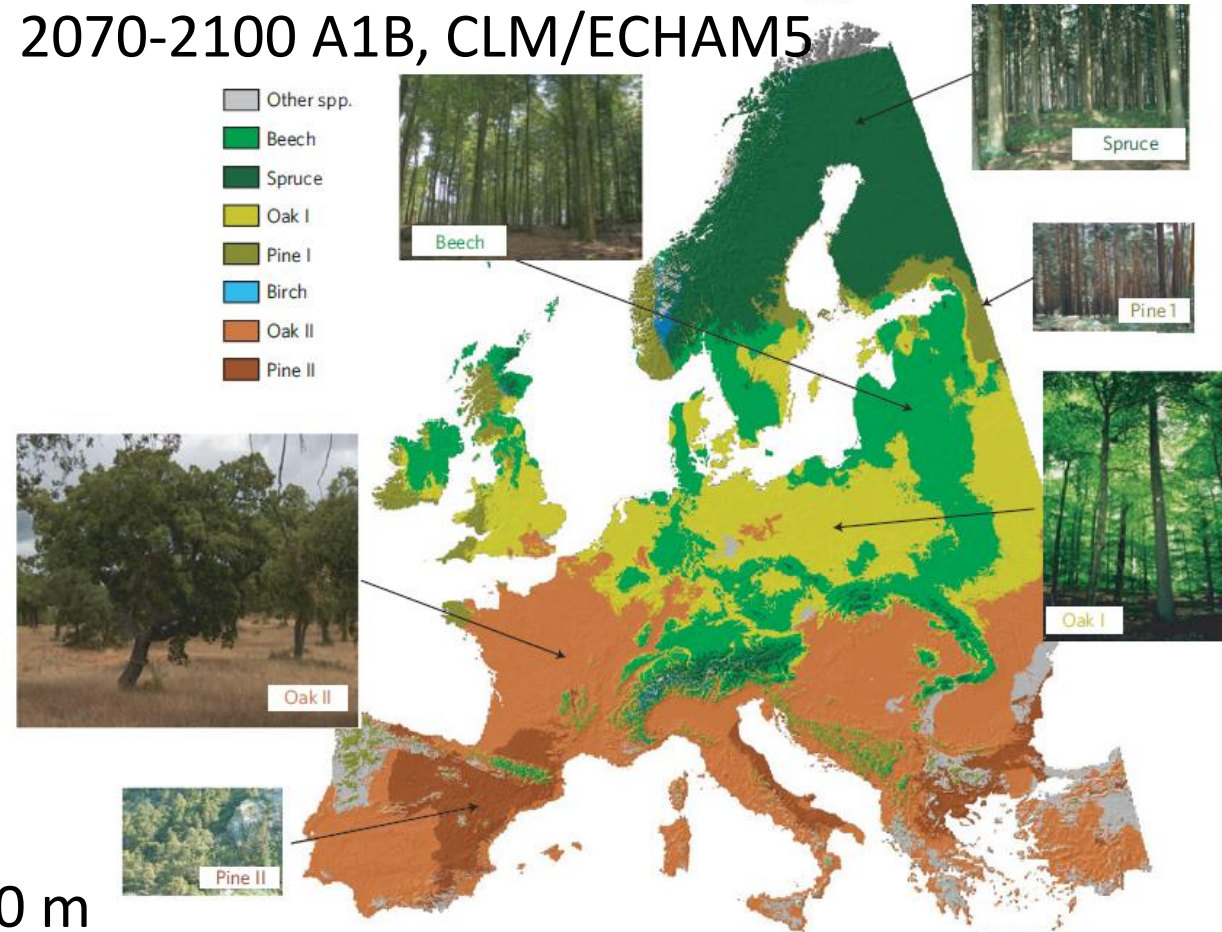 2070-2100 A1B, CLM/ECHAM5
Other spp.
Beech
Spruce
Oak I
Pine I
Birch
Oak II
Pine II
Beech
Spruce
Pine 1
Oak I
Oak II
Pine II
0 m